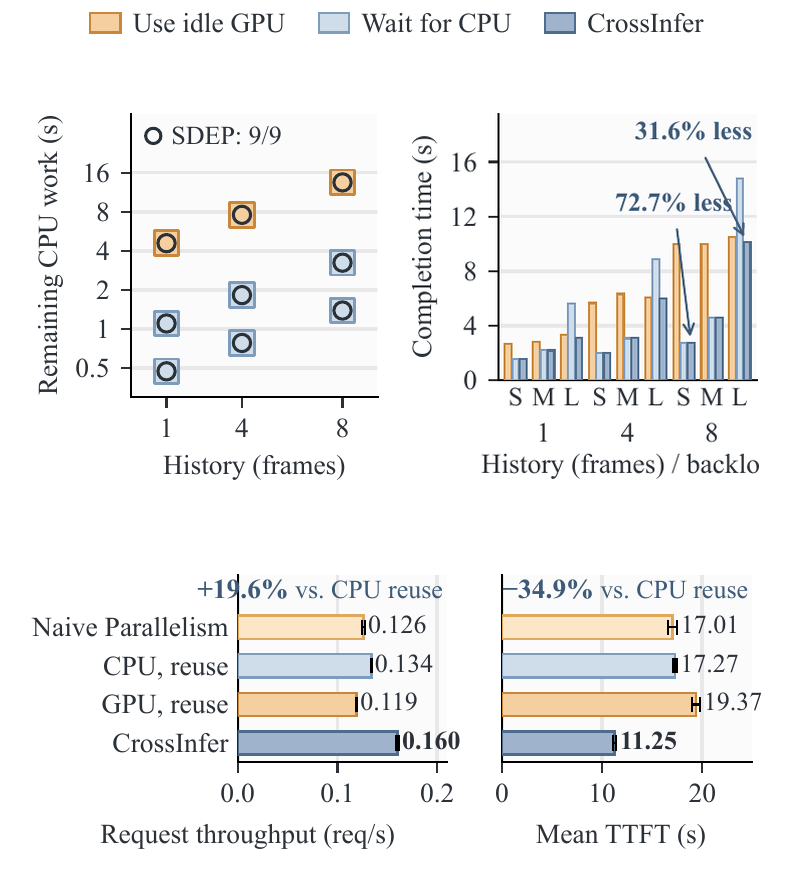 Use idle GPU
Wait for CPU
CrossInfer
Remaining CPU work (s)
SDEP: 9/9
16
8
4
2
1
0.5
1
4
8
History (frames)
Completion time (s)
31.6% less
72.7% less
16
12
8
4
0
S M L S M L S M L
1
4
8
History (frames) / backlo
+19.6% vs. CPU reuse
Naive Parallelism
0.126
CPU, reuse
0.134
GPU, reuse
0.119
CrossInfer
0.160
0.0
0.1
0.2
Request throughput (req/s)
−34.9% vs. CPU reuse
17.01
17.27
19.37
11.25
0
10
20
Mean TTFT (s)